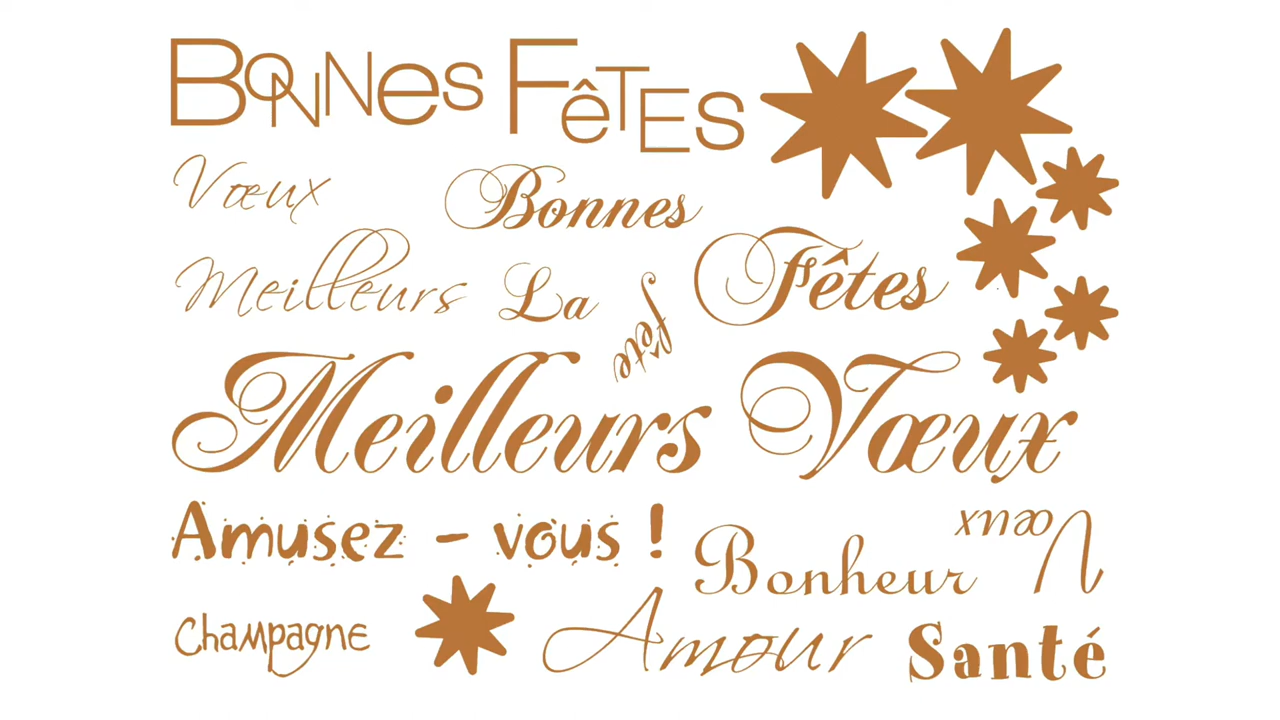 BONNES FêTES
Vœux
Bonnes
Meilleurs
La
fête
Fêtes
Meilleurs Vœux
Amusez - vous !
Bonheur
Vœux
Champagne
Amour
Santé